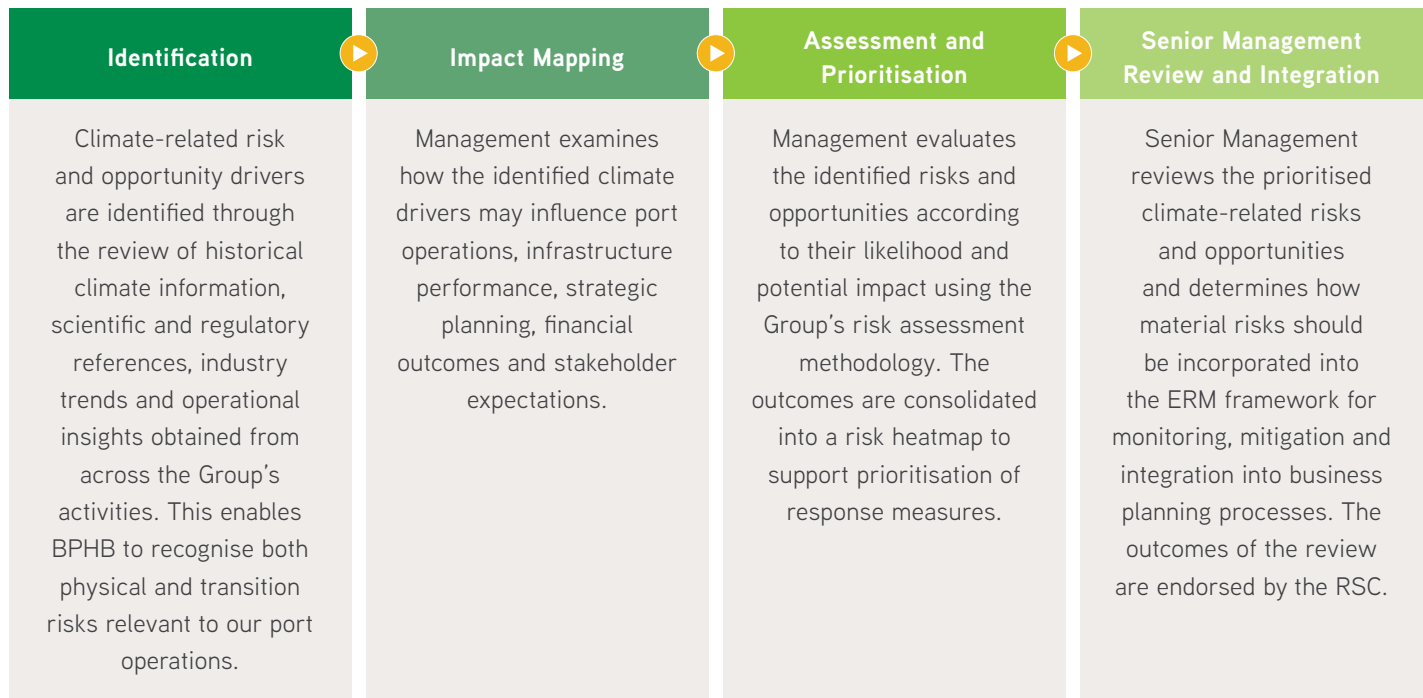 Identification
Climate-related risk
and opportunity drivers
are identified through
the review of historical
climate information,
scientific and regulatory
references, industry
trends and operational
insights obtained from
across the Group's
activities. This enables
BPHB to recognise both
physical and transition
risks relevant to our port
operations.
Impact Mapping
Management examines
how the identified climate
drivers may influence port
operations, infrastructure
performance, strategic
planning, financial
outcomes and stakeholder
expectations.
Assessment and
Prioritisation
Management evaluates
the identified risks and
opportunities according
to their likelihood and
potential impact using the
Group's risk assessment
methodology. The
outcomes are consolidated
into a risk heatmap to
support prioritisation of
response measures.
Senior Management
Review and Integration
Senior Management
reviews the prioritised
climate-related risks
and opportunities
and determines how
material risks should
be incorporated into
the ERM framework for
monitoring, mitigation and
integration into business
planning processes. The
outcomes of the review
are endorsed by the RSC.